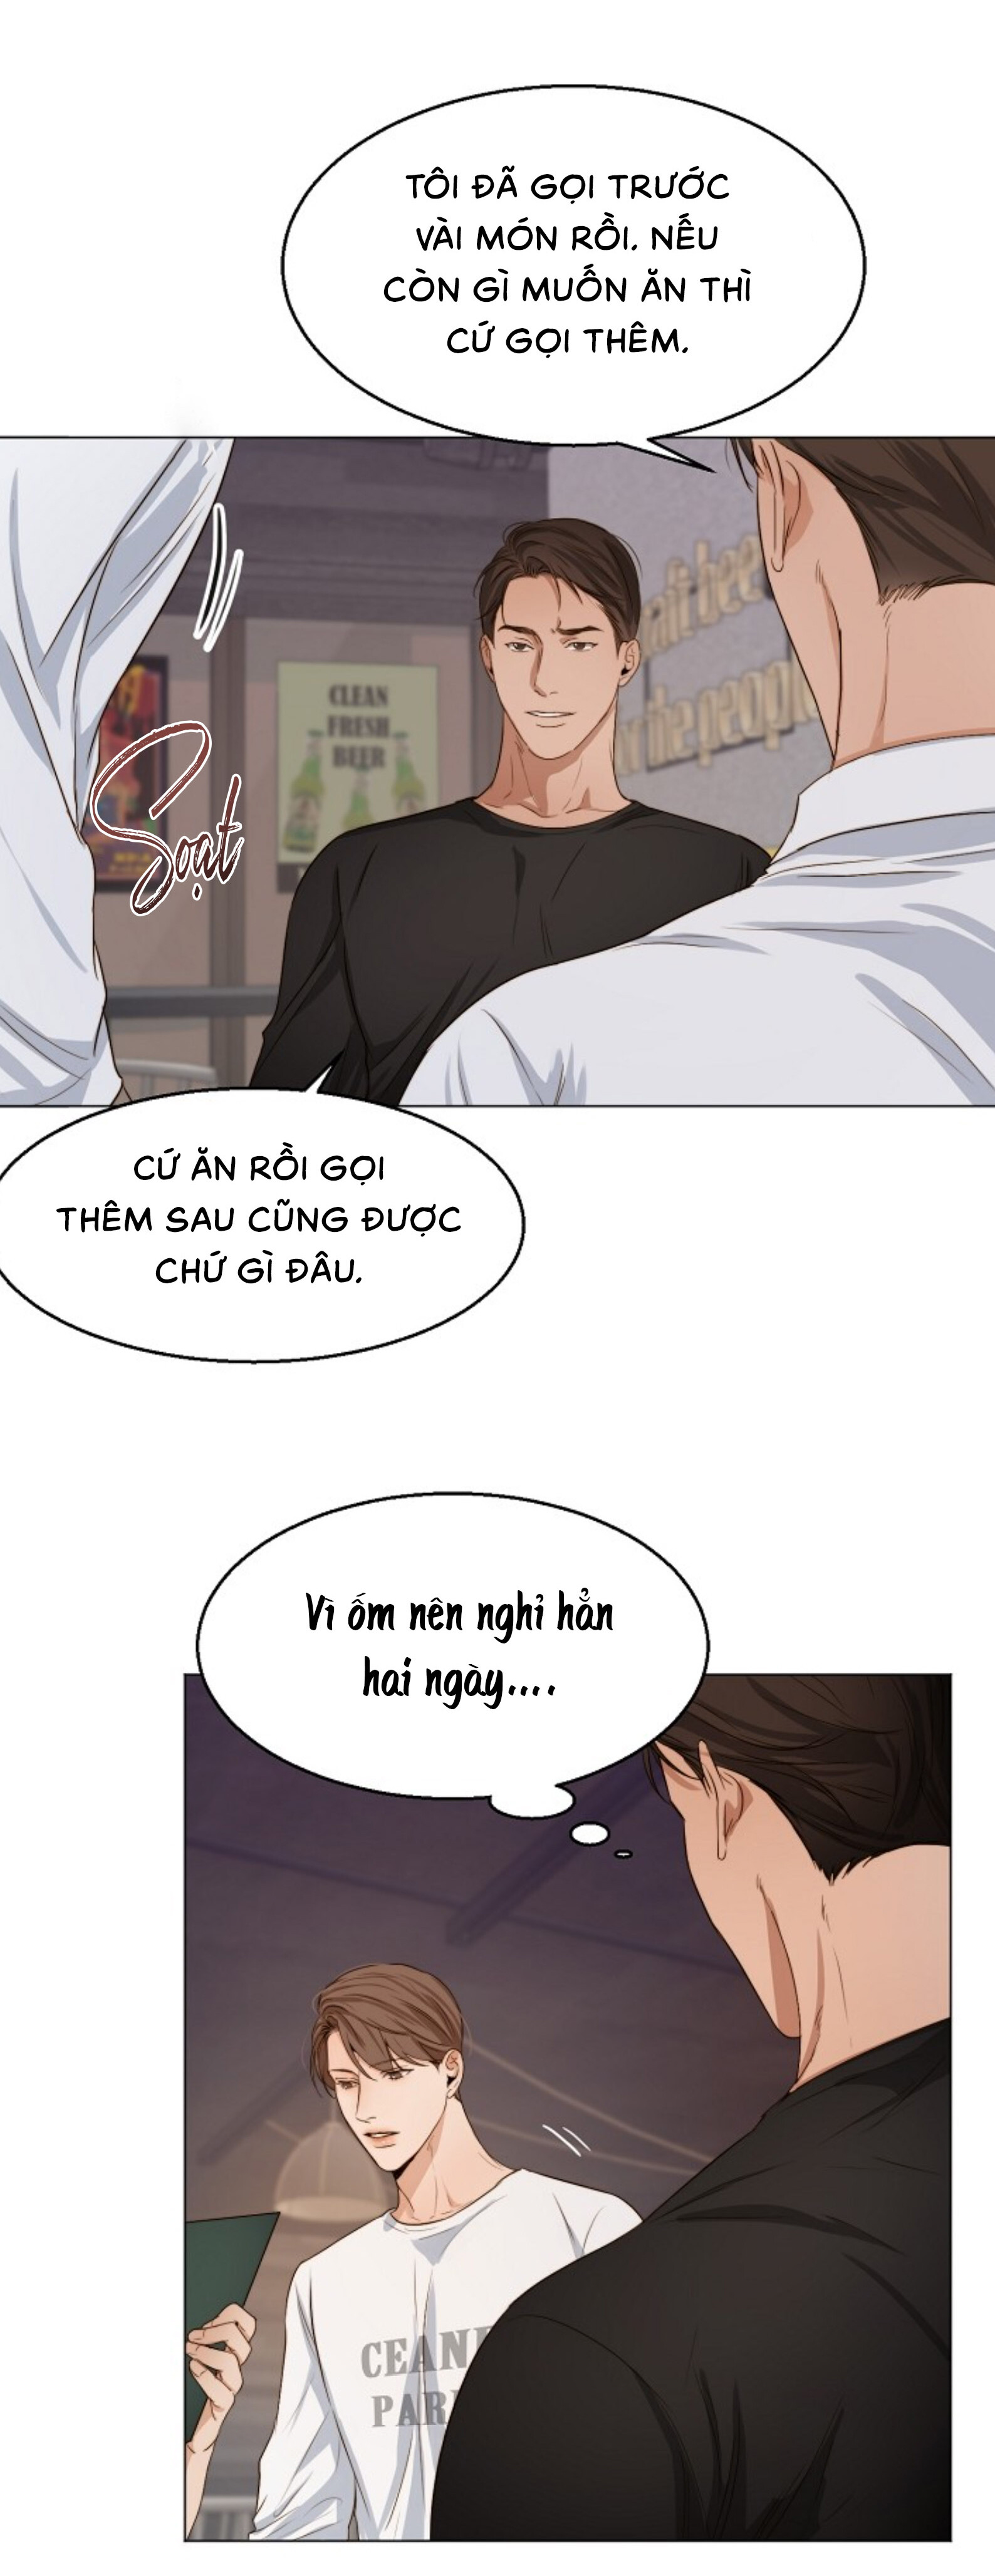 TÔI ĐÃ GỌI TRƯỚC
VÀI MÓN RỒI. NẾU
CÒN GÌ MUỐN ĂN THÌ
CỨ GỌI THÊM.
CLEAN
FRESH
BEER
the people
Soạt
CỨ ĂN RỒI GỌI
THÊM SAU CŨNG ĐƯỢC
CHỨ GÌ ĐÂU.
Vì ốm nên nghỉ hẳn
hai ngày....
CEAN
PAR